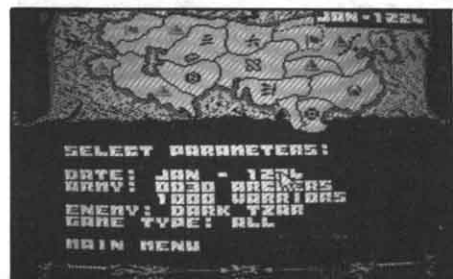 JAN-1224
SELECT PARAMETERS:
DATE: JAN - 1224
ARMY: 0030 ARCHERS
1000 WARRIORS
ENEMY: DARK TZAR
GAME TYPE: ALL
MAIN MENU